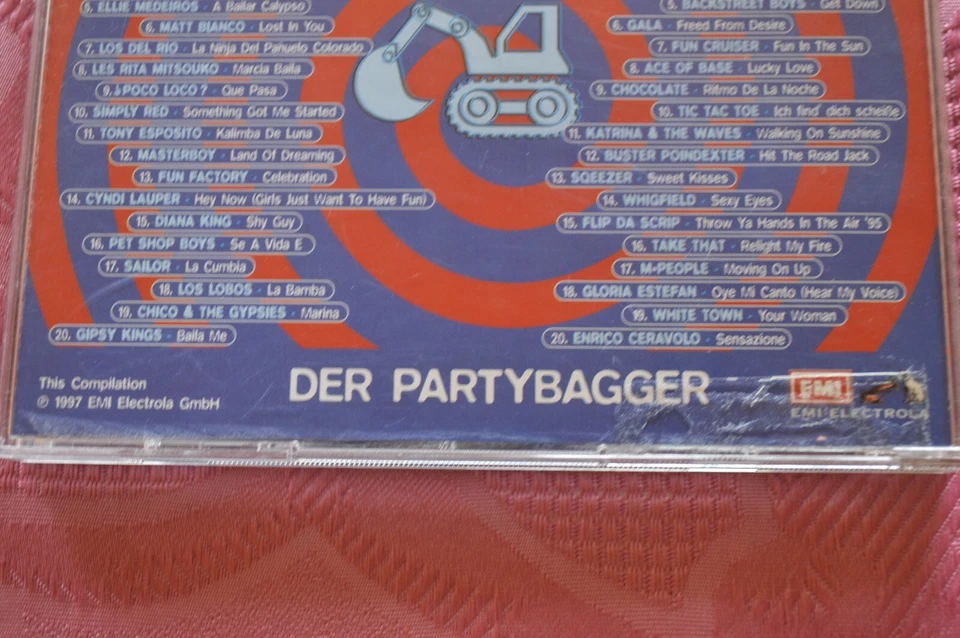 5. ELLIE MEDEIROS · A Bailar Calypso
6. MATT BIANCO · Lost In You
7. LOS DEL RIO · La Ninja Del Panuelo Colorado
8. LES RITA MITSOUKO · Marcia Baila
9. ¿POCO LOCO? · Que Pasa
10. SIMPLY RED · Something Got Me Started
11. TONY ESPOSITO · Kalimba De Luna
12. MASTERBOY · Land Of Dreaming
13. FUN FACTORY · Celebration
14. CYNDI LAUPER · Hey Now (Girls Just Want To Have Fun)
15. DIANA KING · Shy Guy
16. PET SHOP BOYS · Se A Vida E
17. SAILOR · La Cumbia
18. LOS LOBOS · La Bamba
19. CHICO & THE GYPSIES · Marina
20. GIPSY KINGS · Baila Me
5. BACKSTREET BOYS · Get Down
6. GALA · Freed From Desire
7. FUN CRUISER · Fun In The Sun
8. ACE OF BASE · Lucky Love
9. CHOCOLATE · Ritmo De La Noche
10. TIC TAC TOE · Ich find' dich scheiße
11. KATRINA & THE WAVES · Walking On Sunshine
12. BUSTER POINDEXTER · Hit The Road Jack
13. SQEEZER · Sweet Kisses
14. WHIGFIELD · Sexy Eyes
15. FLIP DA SCRIP · Throw Ya Hands In The Air '95
16. TAKE THAT · Relight My Fire
17. M-PEOPLE · Moving On Up
18. GLORIA ESTEFAN · Oye Mi Canto (Hear My Voice)
19. WHITE TOWN · Your Woman
20. ENRICO CERAVOLO · Sensazione
This Compilation
℗ 1997 EMI Electrola GmbH
DER PARTYBAGGER
EMI
EMI ELECTROLA